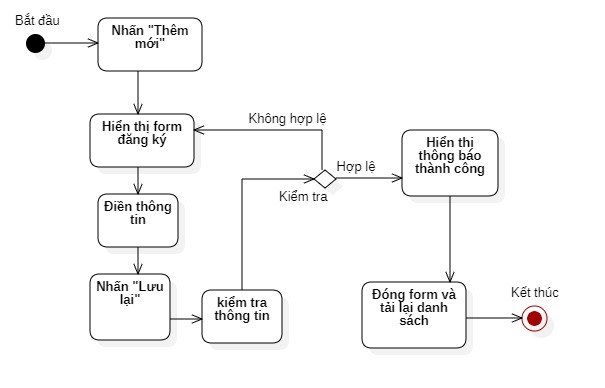 Bắt đầu
Nhấn "Thêm
mới"
Hiển thị form
đăng ký
Điền thông
tin
Nhấn "Lưu
lại"
kiểm tra
thông tin
Không hợp lệ
Hợp lệ
Kiểm tra
Hiển thị
thông báo
thành công
Đóng form và
tải lại danh
sách
Kết thúc